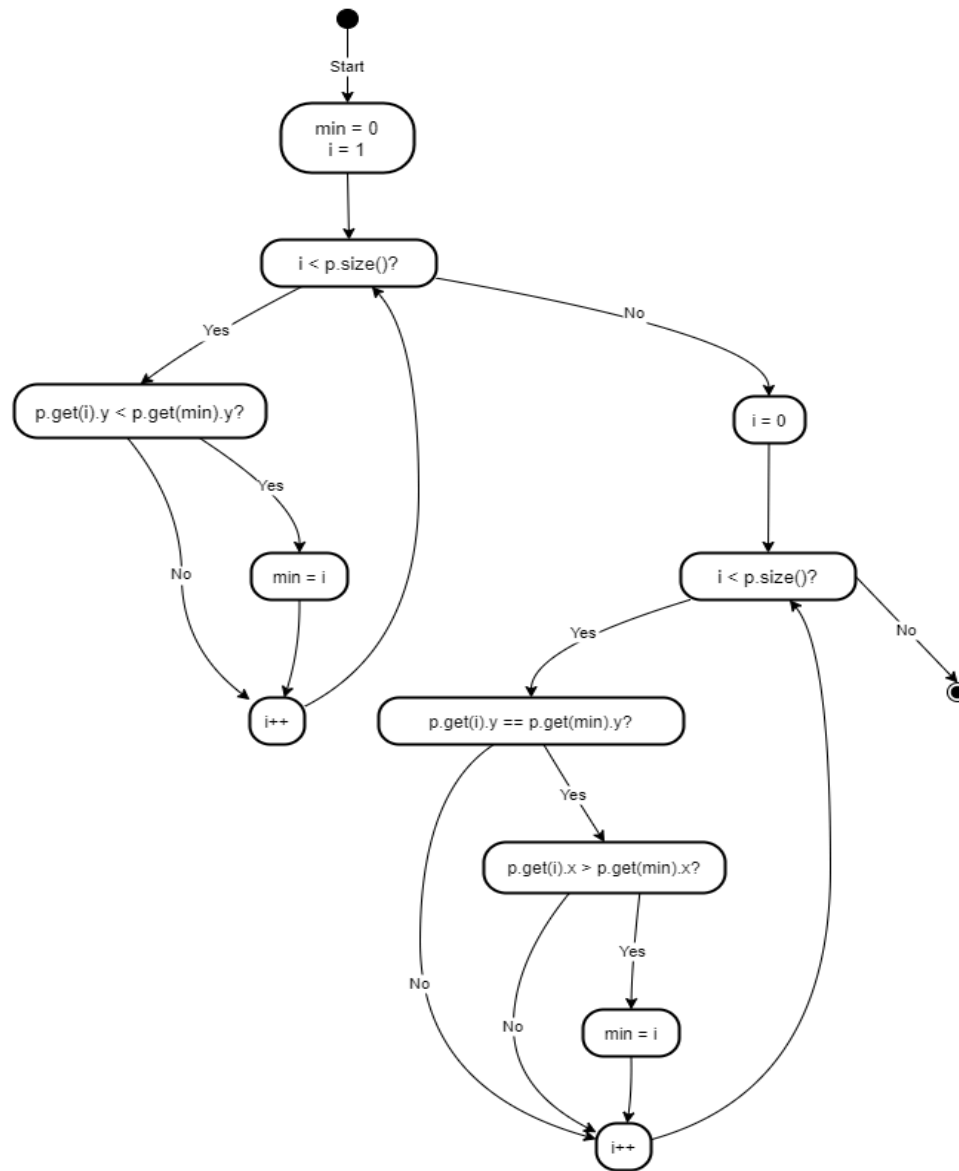 Start
min = 0
i = 1
i < p.size()?
Yes
No
p.get(i).y < p.get(min).y?
i = 0
Yes
No
min = i
i++
i < p.size()?
Yes
No
p.get(i).y == p.get(min).y?
Yes
No
p.get(i).x > p.get(min).x?
Yes
No
min = i
i++